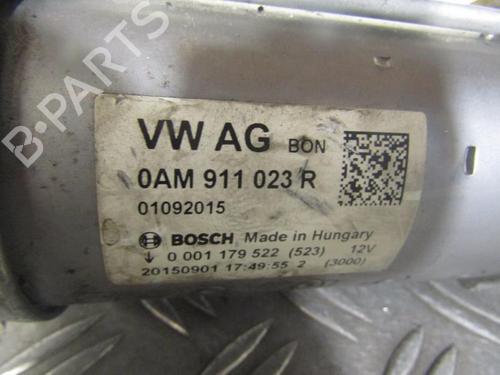 VW AG BON
0AM 911 023 R
01092015
BOSCH Made in Hungary
↓ 0 001 179 522 (523) 12V
20150901 17:49:55 2 (3000)